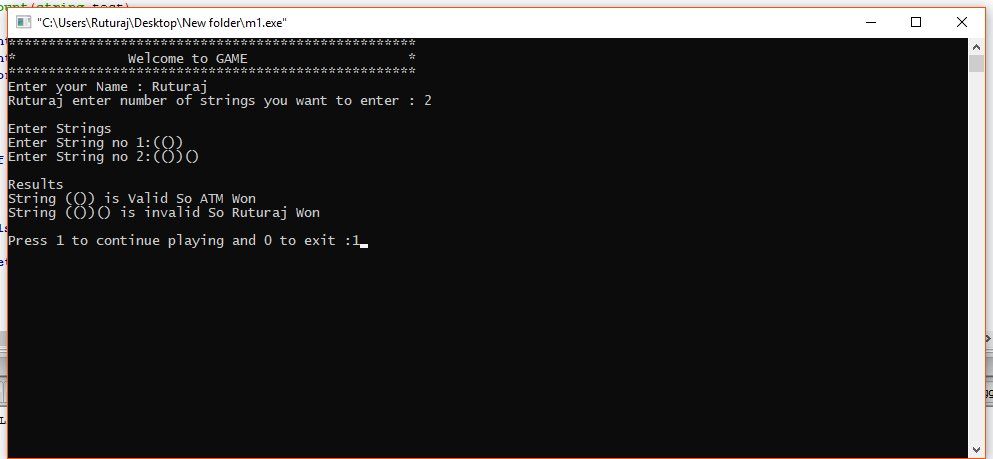 ount(string test)
"C:\Users\Ruturaj\Desktop\New folder\m1.exe"
***************************************************
* Welcome to GAME *
***************************************************
Enter your Name : Ruturaj
Ruturaj enter number of strings you want to enter : 2
Enter Strings
Enter String no 1:(())
Enter String no 2:(())()
Results
String (()) is Valid So ATM Won
String (())() is invalid So Ruturaj Won
Press 1 to continue playing and 0 to exit :1